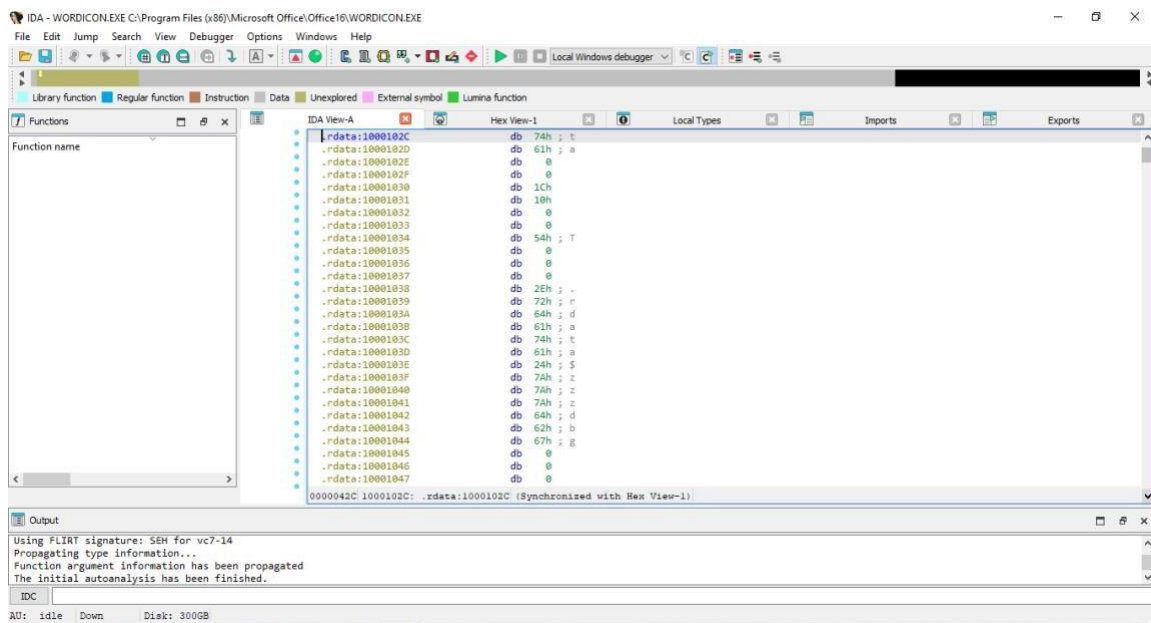 IDA - WORDICON.EXE C:\Program Files (x86)\Microsoft Office\Office16\WORDICON.EXE
File Edit Jump Search View Debugger Options Windows Help
Local Windows debugger
Library function Regular function Instruction Data Unexplored External symbol Lumina function
Functions IDA View-A Hex View-1 Local Types Imports Exports
Function name
.rdata:1000102C db 74h ; t
.rdata:1000102D db 61h ; a
.rdata:1000102E db 0
.rdata:1000102F db 0
.rdata:10001030 db 1Ch
.rdata:10001031 db 10h
.rdata:10001032 db 0
.rdata:10001033 db 0
.rdata:10001034 db 54h ; T
.rdata:10001035 db 0
.rdata:10001036 db 0
.rdata:10001037 db 0
.rdata:10001038 db 2Eh ; .
.rdata:10001039 db 72h ; r
.rdata:1000103A db 64h ; d
.rdata:1000103B db 61h ; a
.rdata:1000103C db 74h ; t
.rdata:1000103D db 61h ; a
.rdata:1000103E db 24h ; $
.rdata:1000103F db 7Ah ; z
.rdata:10001040 db 7Ah ; z
.rdata:10001041 db 7Ah ; z
.rdata:10001042 db 64h ; d
.rdata:10001043 db 62h ; b
.rdata:10001044 db 67h ; g
.rdata:10001045 db 0
.rdata:10001046 db 0
.rdata:10001047 db 0
0000042C 1000102C: .rdata:1000102C (Synchronized with Hex View-1)
Output
Using FLIRT signature: SEH for vc7-14
Propagating type information...
Function argument information has been propagated
The initial autoanalysis has been finished.
IDC
AU: idle Down Disk: 300GB